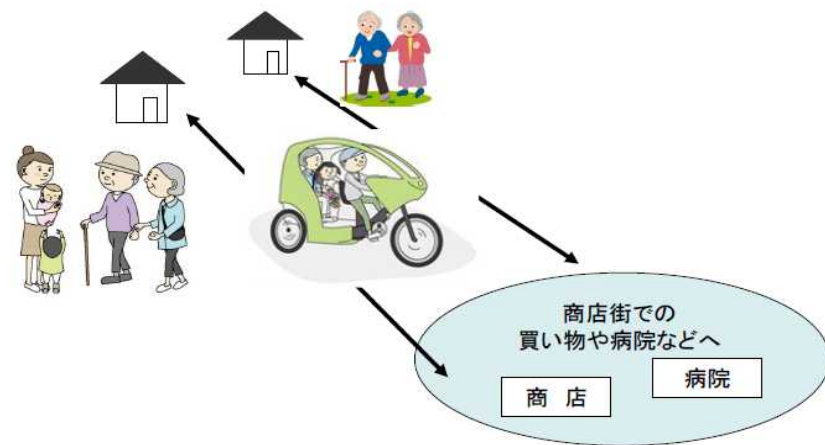 商店街での
買い物や病院などへ
病院
商 店